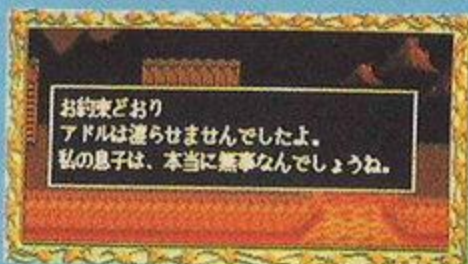 お約束どおり
アドルは渡らせませんでしたよ。
私の息子は、本当に無事なんでしょうね。